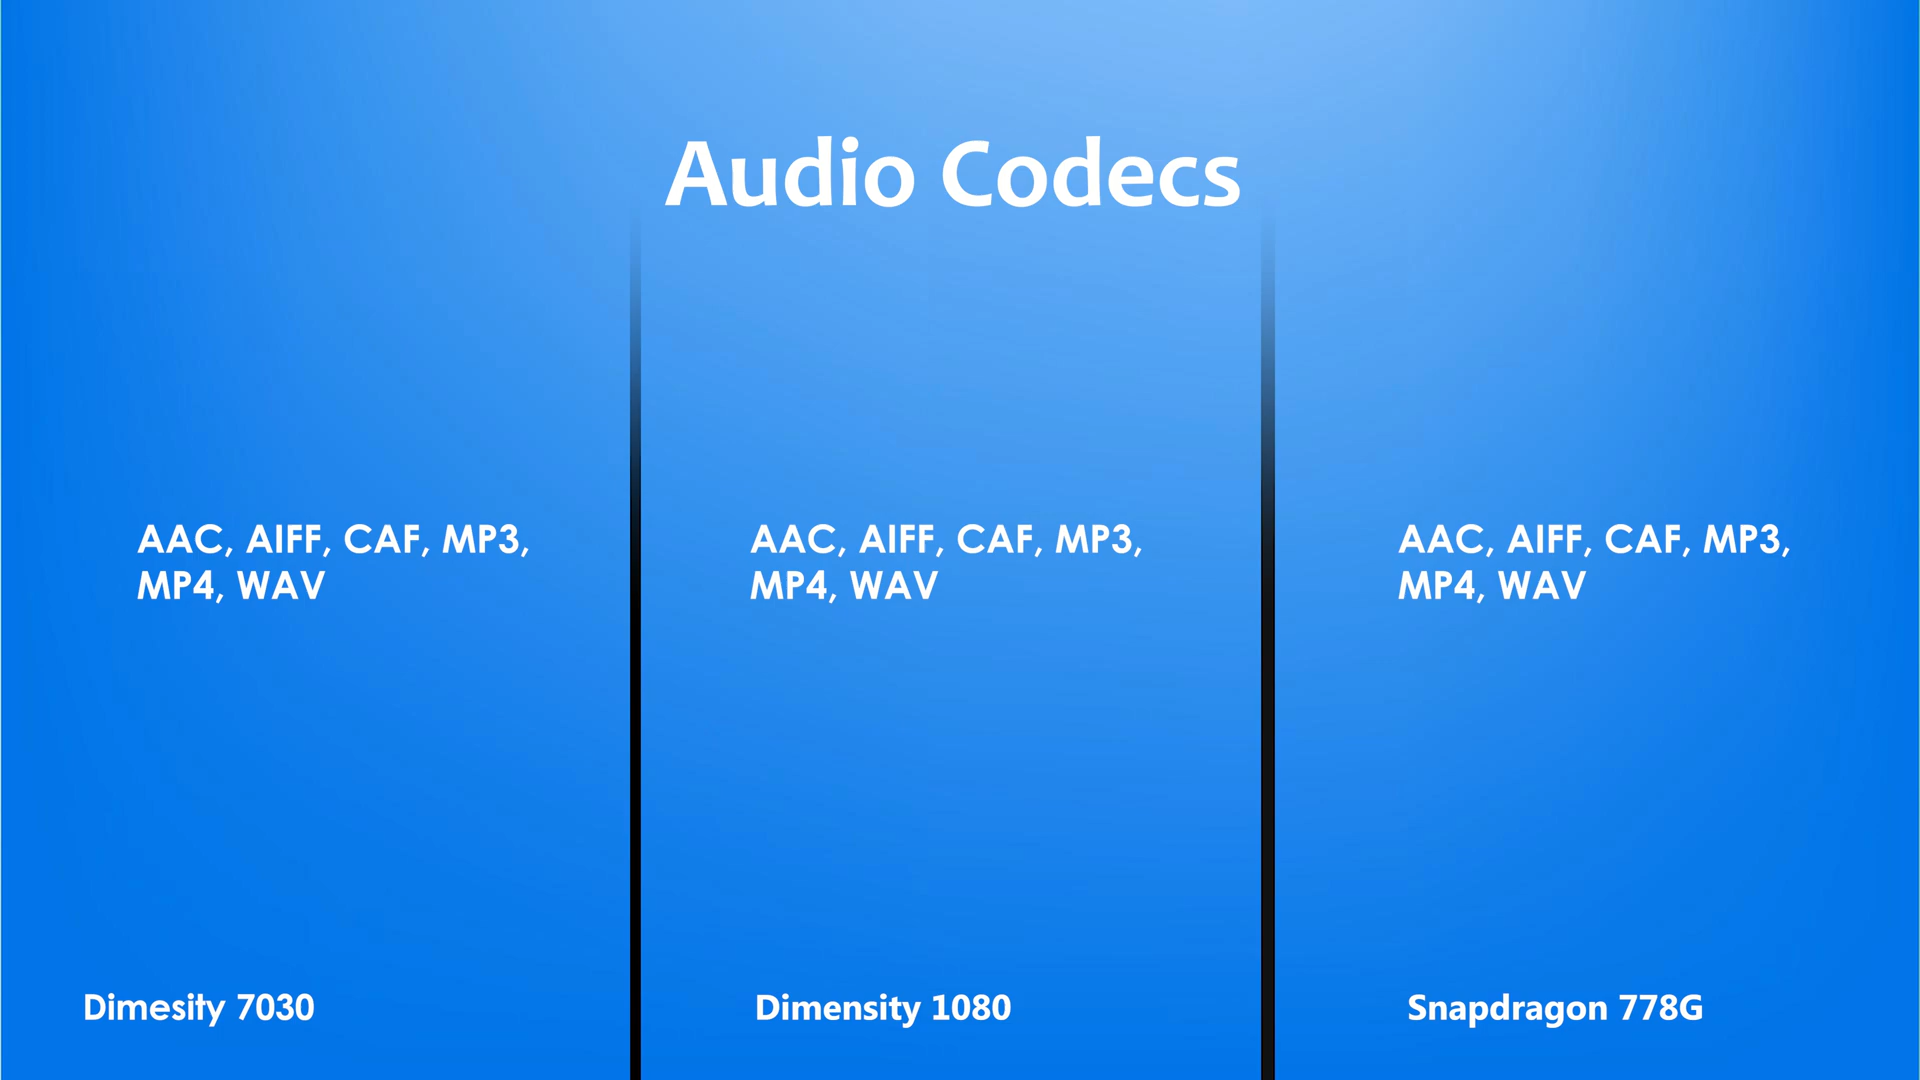 Audio Codecs
AAC, AIFF, CAF, MP3,
MP4, WAV
AAC, AIFF, CAF, MP3,
MP4, WAV
AAC, AIFF, CAF, MP3,
MP4, WAV
Dimesity 7030
Dimensity 1080
Snapdragon 778G